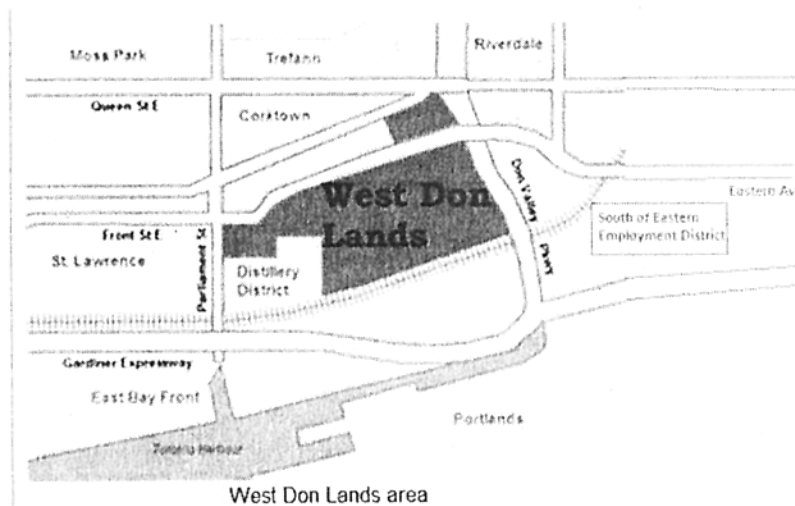 Moss Park
Trefann
Riverdale
Queen St E
Corktown
West Don
Lands
Don Valley Pkwy
Eastern Av
South of Eastern
Employment District
Front St E
Parliament St
St. Lawrence
Distillery
District
Gardiner Expressway
East Bay Front
Portlands
Toronto Harbour
West Don Lands area